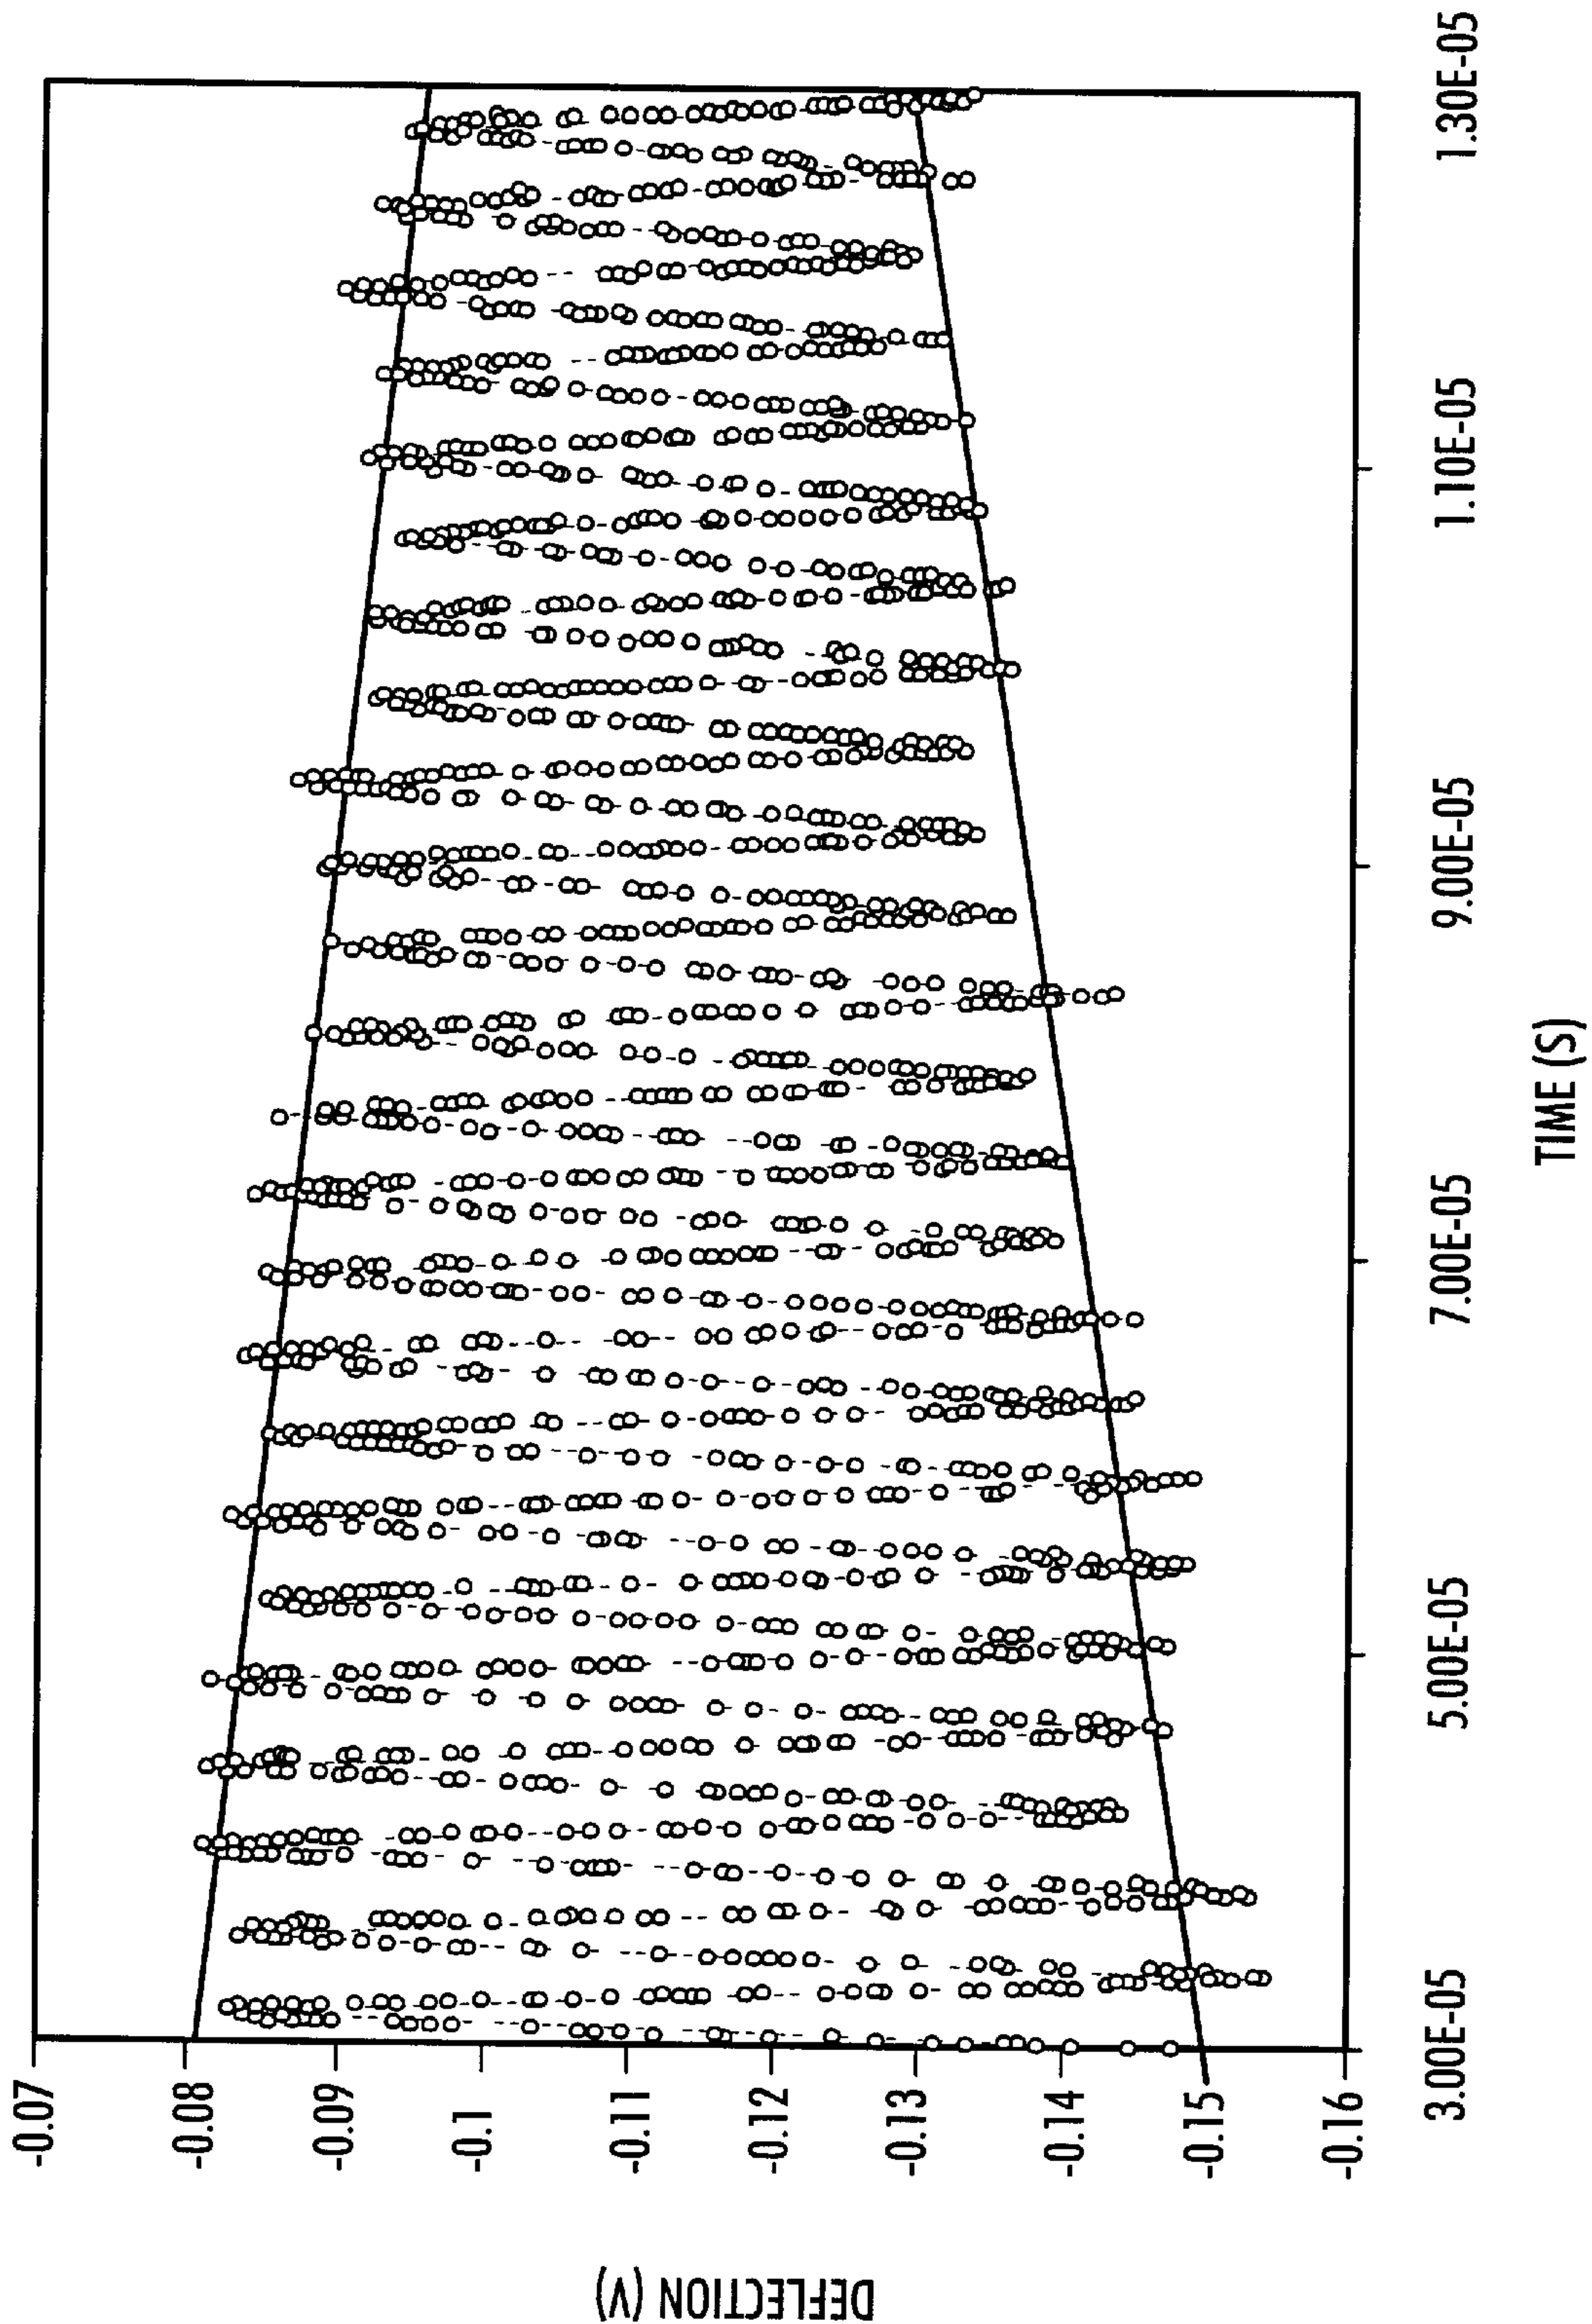 DEFLECTION (V)
-0.07
-0.08
-0.09
-0.1
-0.11
-0.12
-0.13
-0.14
-0.15
-0.16
3.00E-05
5.00E-05
7.00E-05
9.00E-05
1.10E-05
1.30E-05
TIME (S)